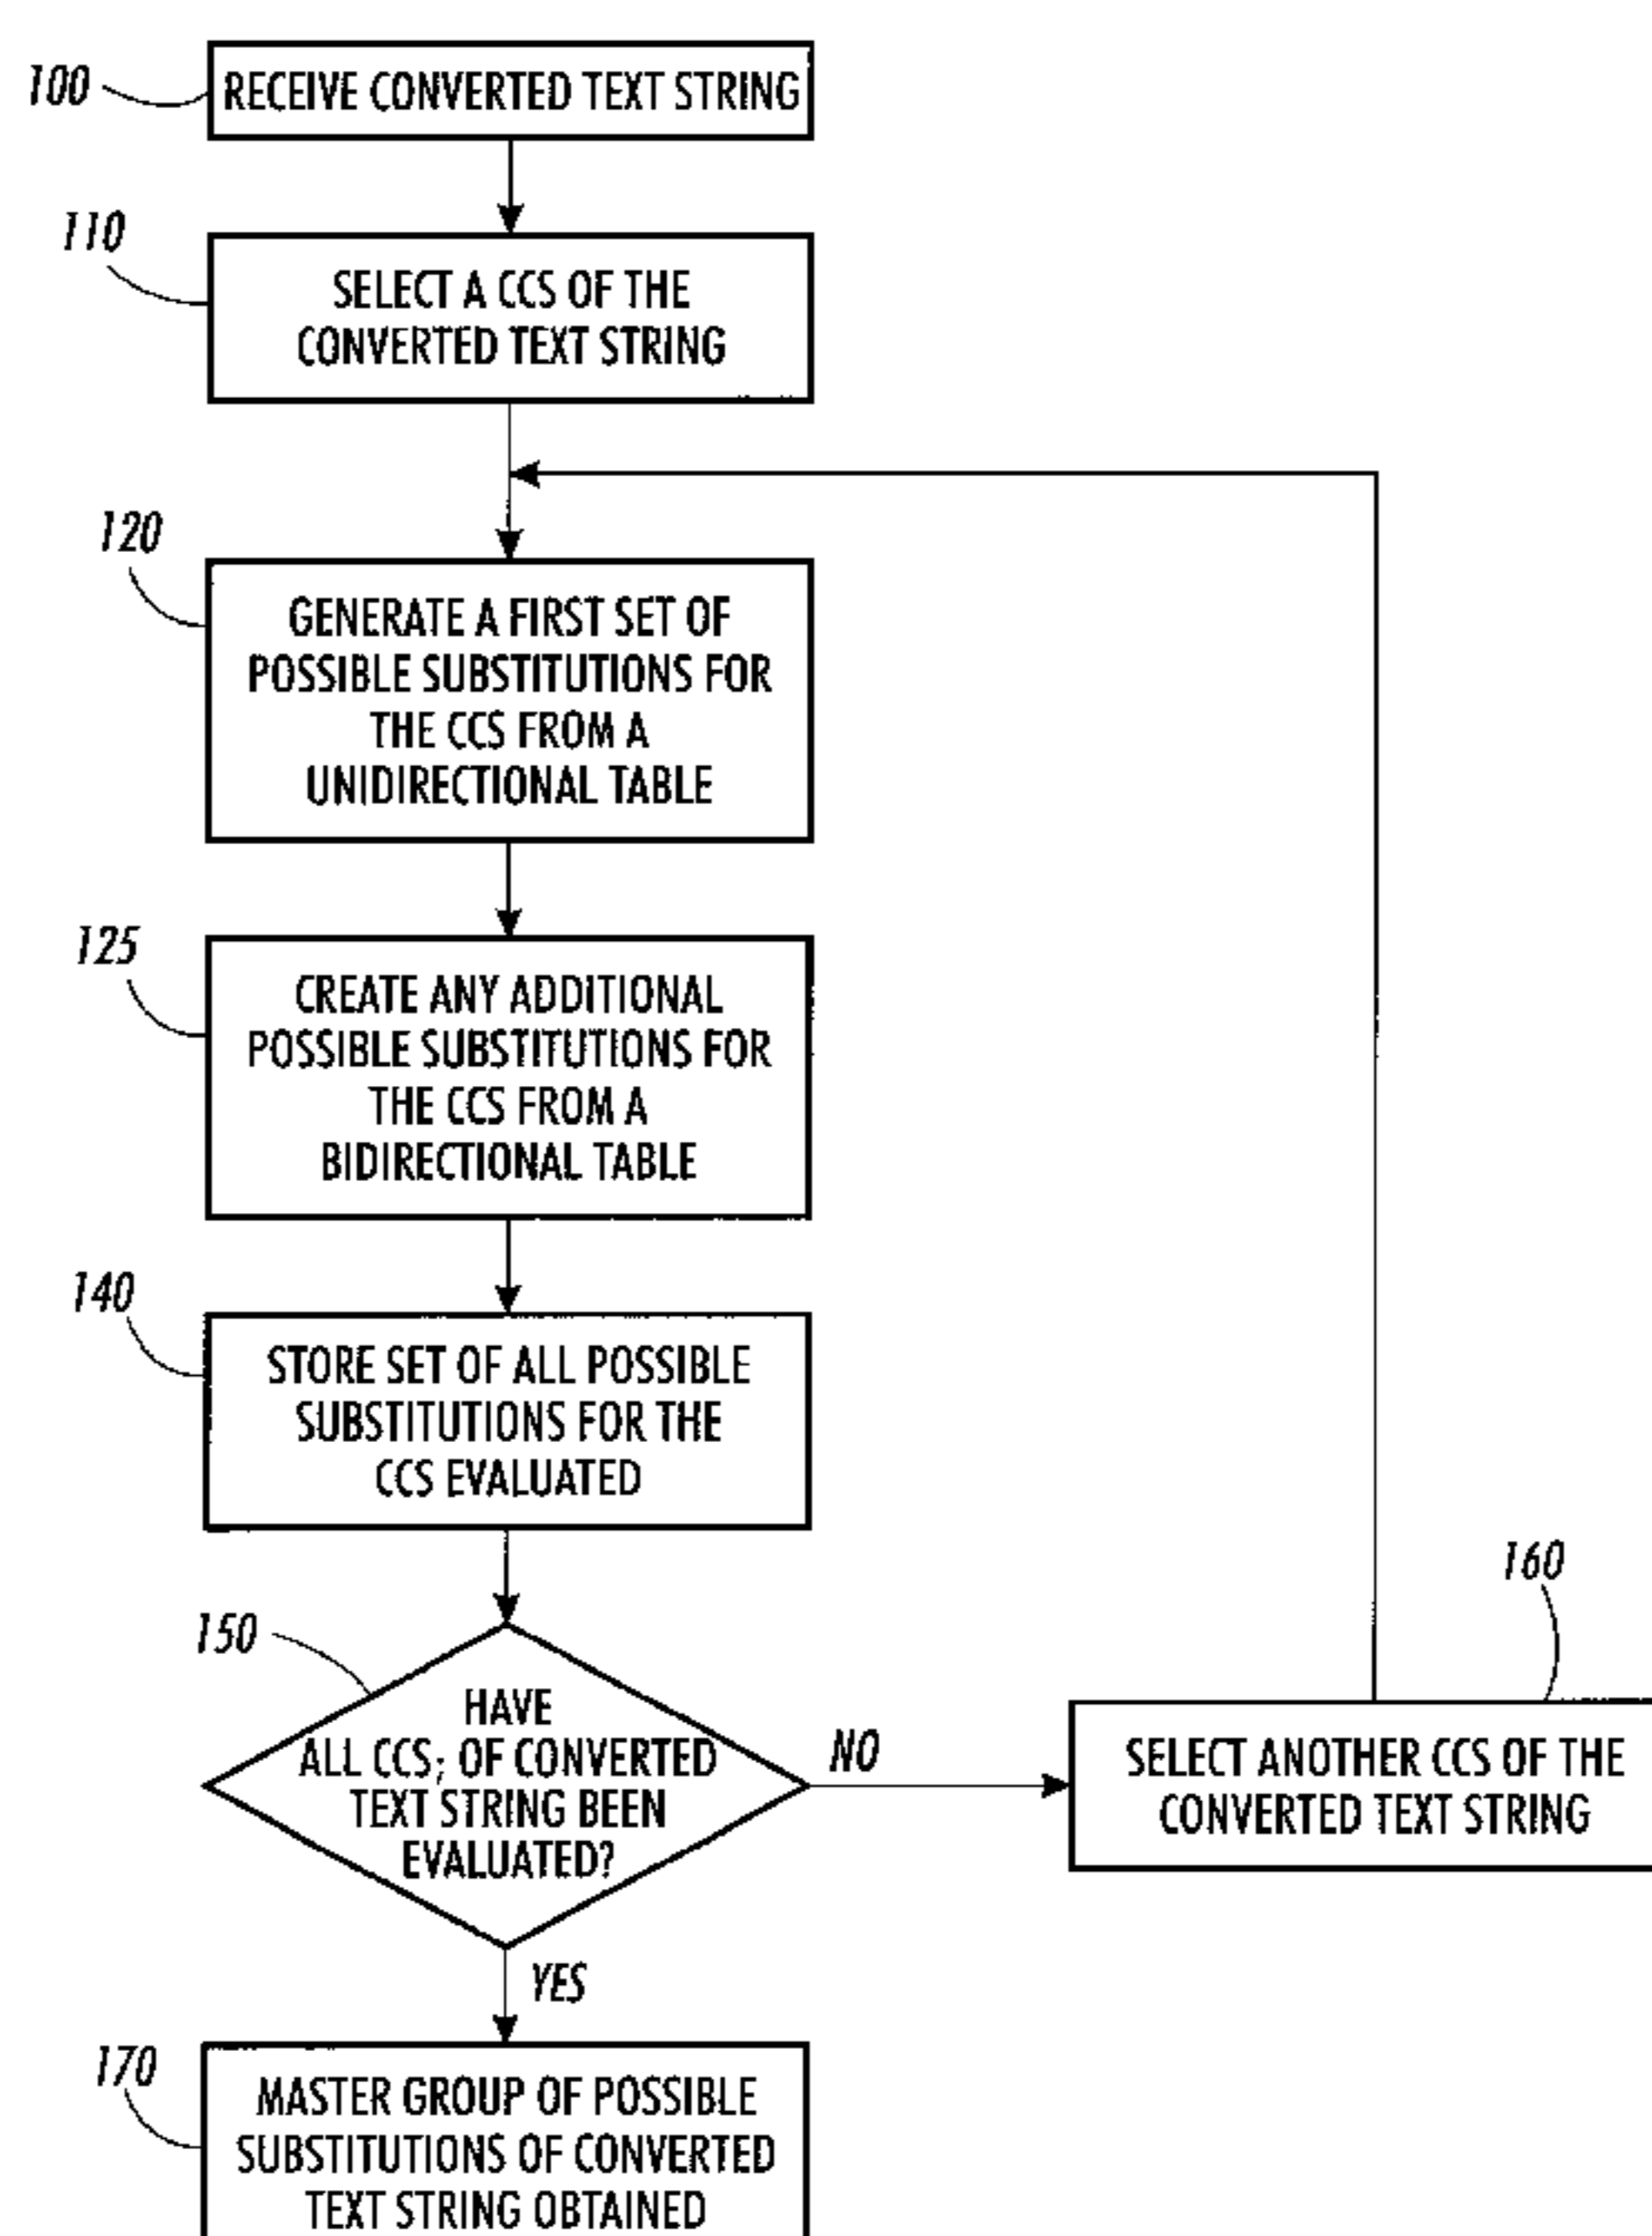 100
RECEIVE CONVERTED TEXT STRING
110
SELECT A CCS OF THE
CONVERTED TEXT STRING
120
GENERATE A FIRST SET OF
POSSIBLE SUBSTITUTIONS FOR
THE CCS FROM A
UNIDIRECTIONAL TABLE
125
CREATE ANY ADDITIONAL
POSSIBLE SUBSTITUTIONS FOR
THE CCS FROM A
BIDIRECTIONAL TABLE
140
STORE SET OF ALL POSSIBLE
SUBSTITUTIONS FOR THE
CCS EVALUATED
150
HAVE
ALL CCS; OF CONVERTED
TEXT STRING BEEN
EVALUATED?
NO
160
SELECT ANOTHER CCS OF THE
CONVERTED TEXT STRING
YES
170
MASTER GROUP OF POSSIBLE
SUBSTITUTIONS OF CONVERTED
TEXT STRING OBTAINED